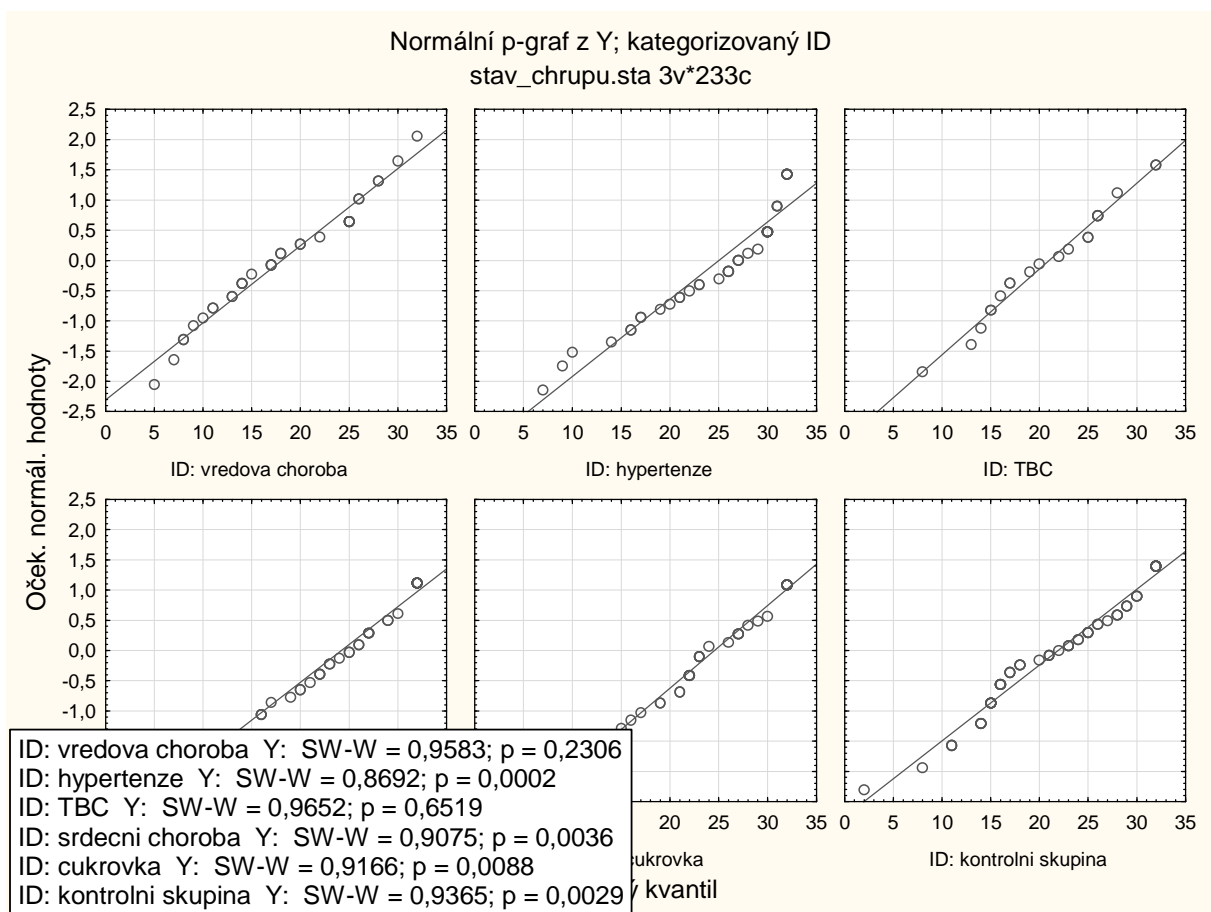 Normální p-graf z Y; kategorizovaný ID
stav_chrupu.sta 3v*233c
Oček. normál. hodnoty
2,5
2,0
1,5
1,0
0,5
0,0
-0,5
-1,0
-1,5
-2,0
-2,5
0 5 10 15 20 25 30 35
ID: vredova choroba
0 5 10 15 20 25 30 35
ID: hypertenze
0 5 10 15 20 25 30 35
ID: TBC
2,5
2,0
1,5
1,0
0,5
0,0
-0,5
-1,0
ID: vredova choroba Y: SW-W = 0,9583; p = 0,2306
ID: hypertenze Y: SW-W = 0,8692; p = 0,0002
ID: TBC Y: SW-W = 0,9652; p = 0,6519
ID: srdecni choroba Y: SW-W = 0,9075; p = 0,0036
ID: cukrovka Y: SW-W = 0,9166; p = 0,0088
ID: kontrolni skupina Y: SW-W = 0,9365; p = 0,0029
20 25 30 35
cukrovka
0 5 10 15 20 25 30 35
ID: kontrolni skupina
kvantil